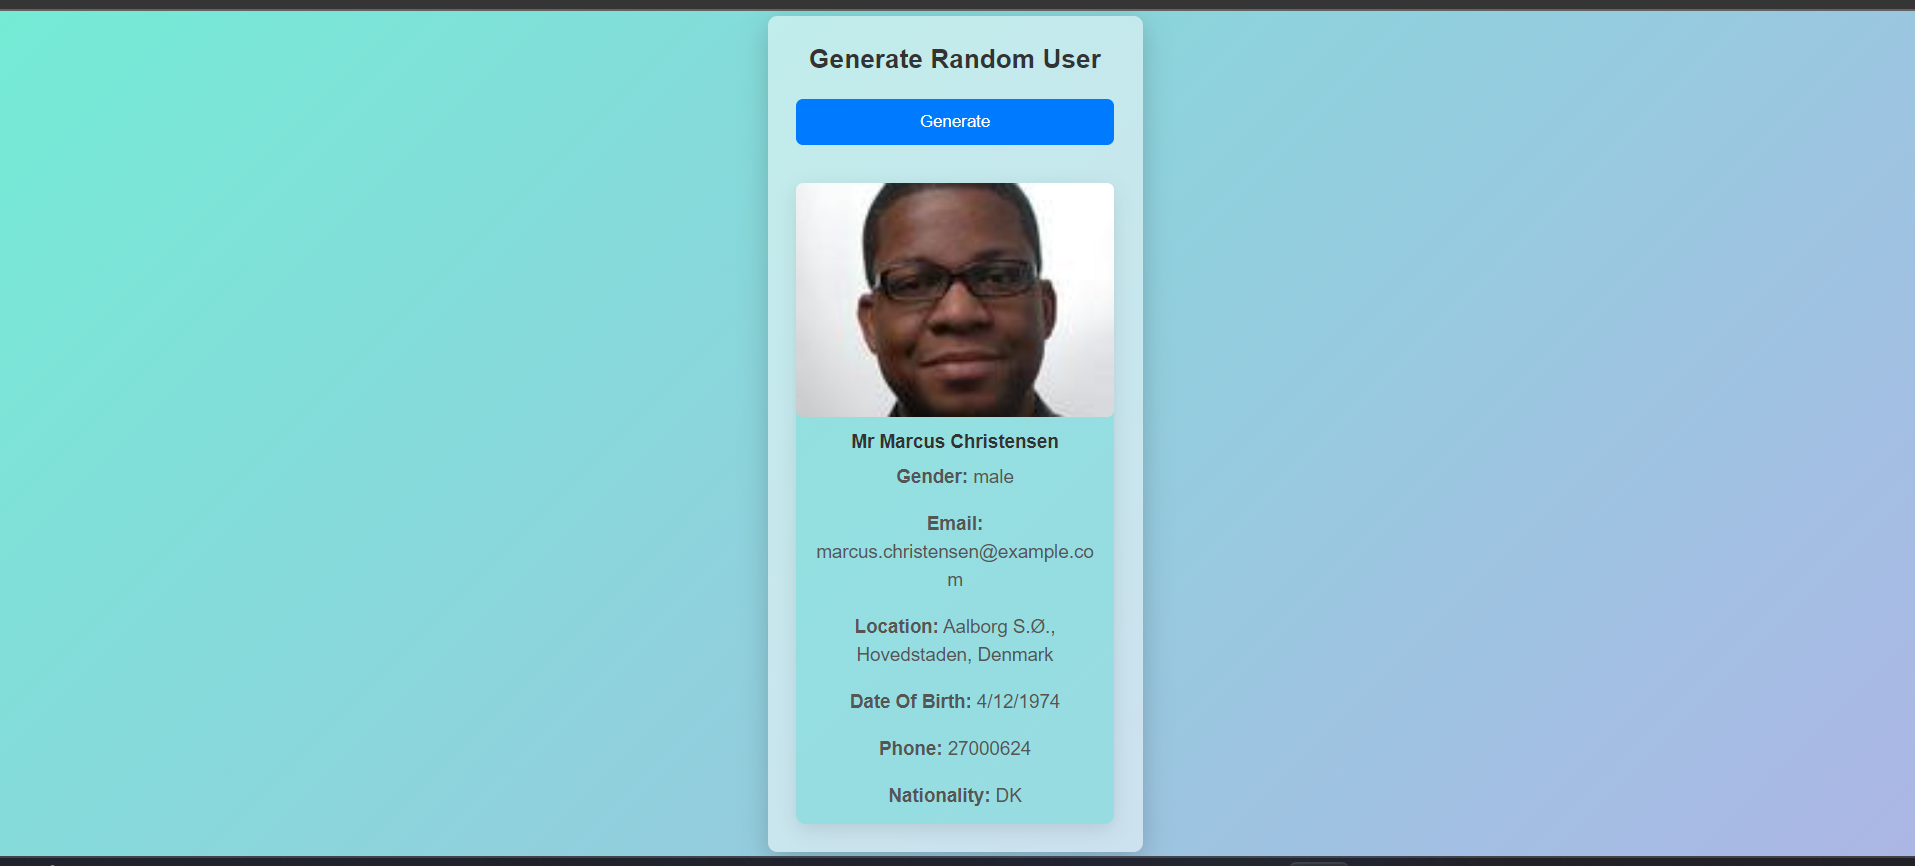 Generate Random User
Generate
Mr Marcus Christensen
Gender: male
Email:
marcus.christensen@example.co
m
Location: Aalborg S.Ø.,
Hovedstaden, Denmark
Date Of Birth: 4/12/1974
Phone: 27000624
Nationality: DK